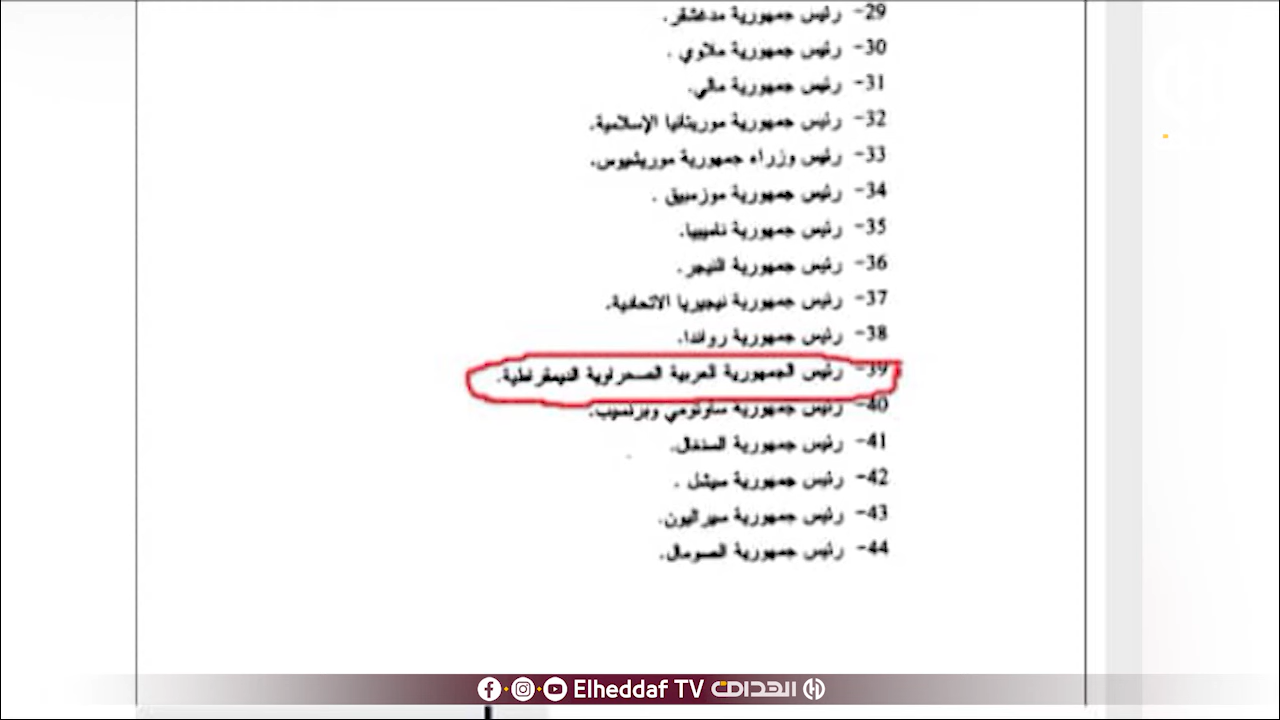 29- رئيس جمهورية مدغشقر.
30- رئيس جمهورية ملاوي .
31- رئيس جمهورية مالي.
32- رئيس جمهورية موريتانيا الإسلامية.
33- رئيس وزراء جمهورية موريشيوس.
34- رئيس جمهورية موزمبيق .
35- رئيس جمهورية ناميبيا.
36- رئيس جمهورية النيجر.
37- رئيس جمهورية نيجيريا الاتحادية.
38- رئيس جمهورية رواندا.
39- رئيس الجمهورية العربية الصحراوية الديمقراطية.
40- رئيس جمهورية ساوتومي وبرنسيب.
41- رئيس جمهورية السنغال.
42- رئيس جمهورية سيشل .
43- رئيس جمهورية سيراليون.
44- رئيس جمهورية الصومال.
Elheddaf TV الهداف